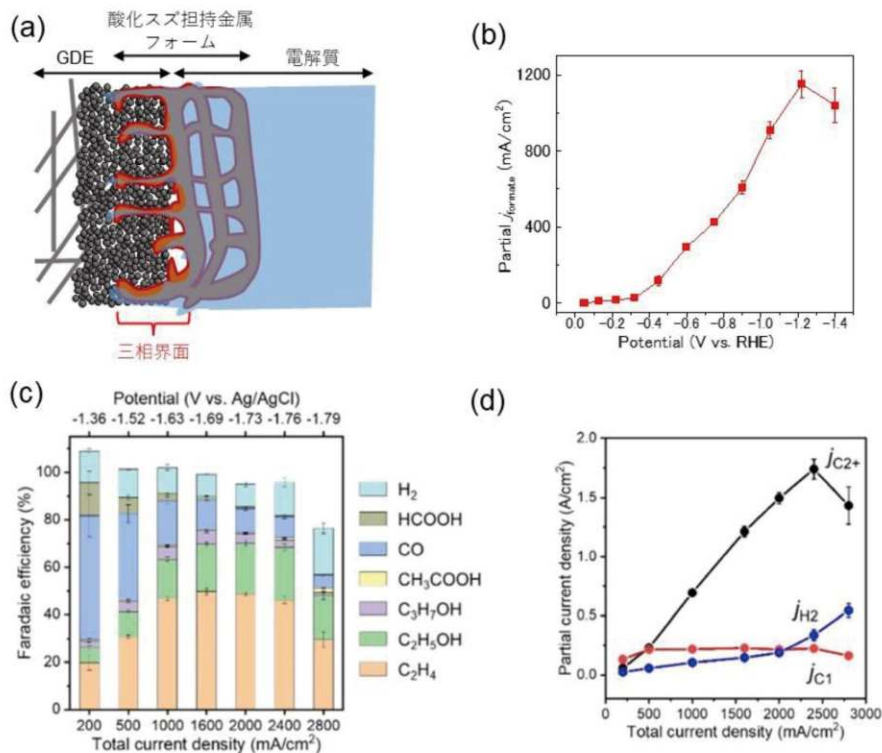 (a)
酸化スズ担持金属
フォーム
GDE
電解質
三相界面
(b)
1200
800
400
0
Partial jformate (mA/cm²)
0.0 -0.2 -0.4 -0.6 -0.8 -1.0 -1.2 -1.4
Potential (V vs. RHE)
(c)
Potential (V vs. Ag/AgCl)
-1.36 -1.52 -1.63 -1.69 -1.73 -1.76 -1.79
100
80
60
40
20
0
Faradaic efficiency (%)
200 500 1000 1600 2000 2400 2800
Total current density (mA/cm²)
H₂
HCOOH
CO
CH₃COOH
C₃H₇OH
C₂H₅OH
C₂H₄
(d)
2.0
1.5
1.0
0.5
0.0
Partial current density (A/cm²)
jC2+
jH2
jC1
0 500 1000 1500 2000 2500 3000
Total current density (mA/cm²)